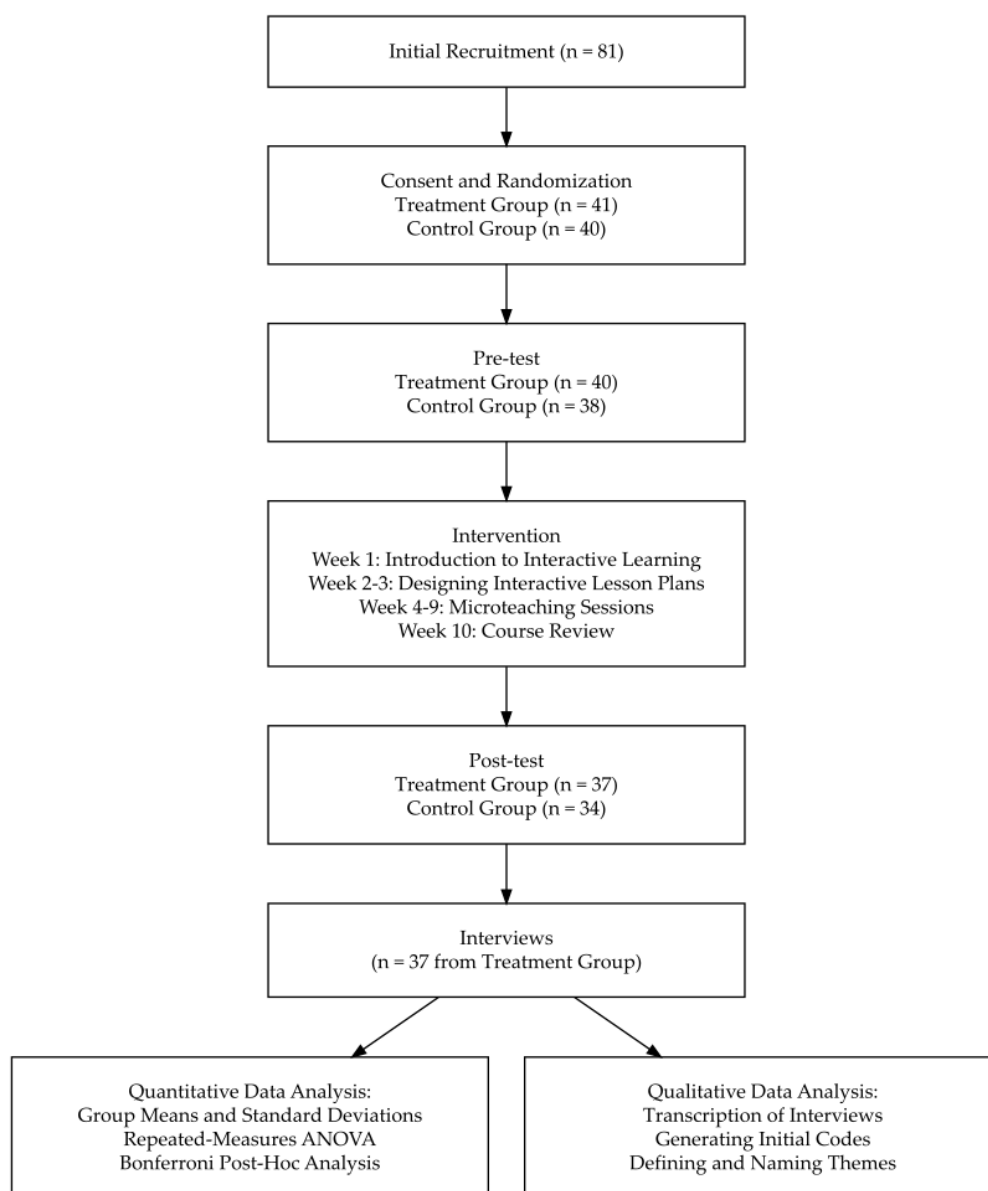 Initial Recruitment (n = 81)
Consent and Randomization
Treatment Group (n = 41)
Control Group (n = 40)
Pre-test
Treatment Group (n = 40)
Control Group (n = 38)
Intervention
Week 1: Introduction to Interactive Learning
Week 2-3: Designing Interactive Lesson Plans
Week 4-9: Microteaching Sessions
Week 10: Course Review
Post-test
Treatment Group (n = 37)
Control Group (n = 34)
Interviews
(n = 37 from Treatment Group)
Quantitative Data Analysis:
Group Means and Standard Deviations
Repeated-Measures ANOVA
Bonferroni Post-Hoc Analysis
Qualitative Data Analysis:
Transcription of Interviews
Generating Initial Codes
Defining and Naming Themes